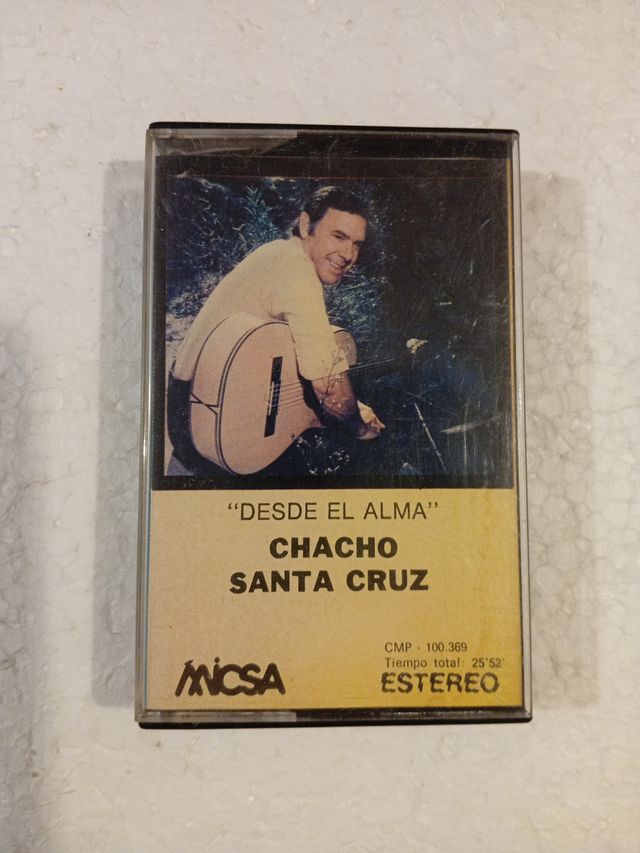 "DESDE EL ALMA"
CHACHO
SANTA CRUZ
CMP - 100.369
Tiempo total: 25'52'
MICSA
ESTEREO